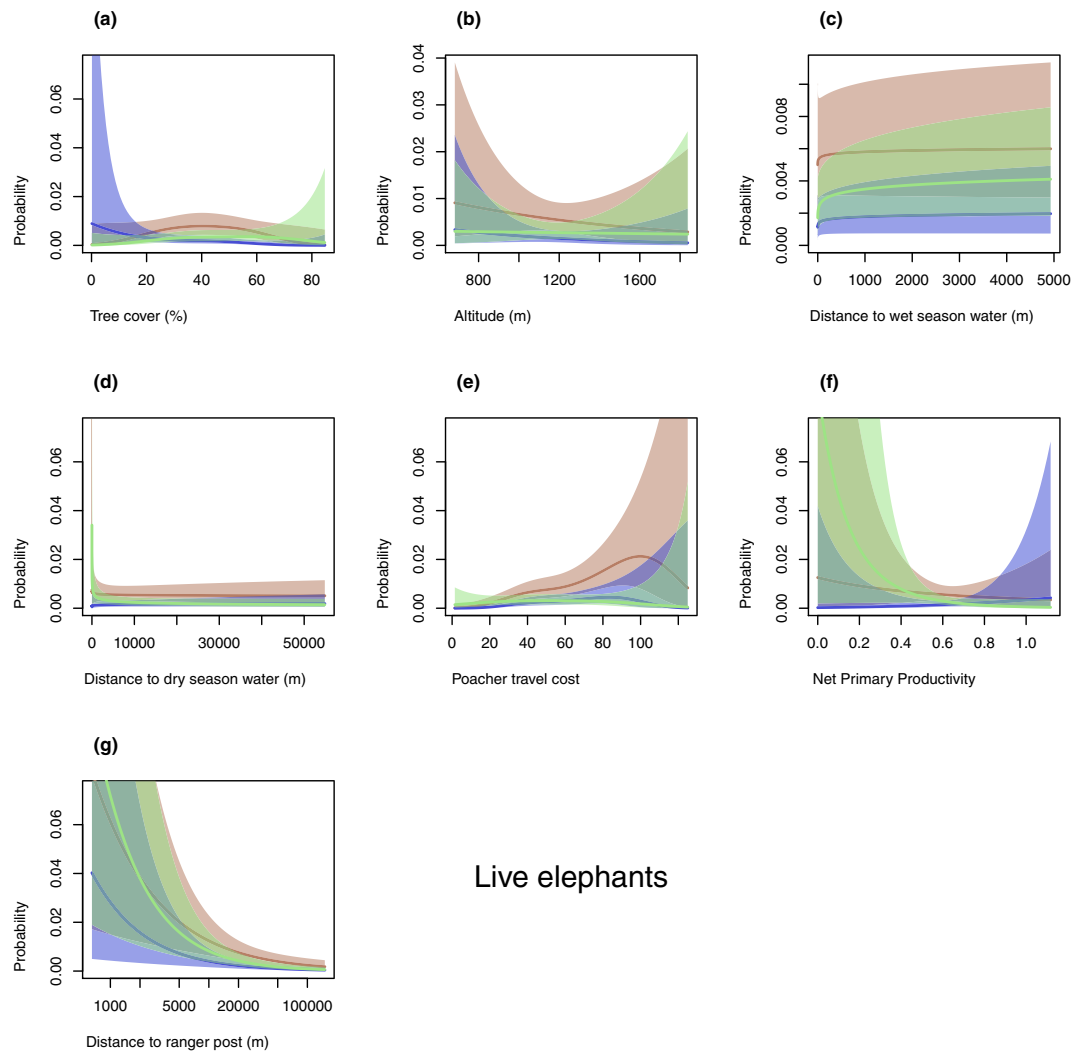 (a)
(b)
(c)
Probability
0.00 0.02 0.04 0.06
0 20 40 60 80
Tree cover (%)
Probability
0.00 0.01 0.02 0.03 0.04
800 1200 1600
Altitude (m)
Probability
0.000 0.004 0.008
0 1000 2000 3000 4000 5000
Distance to wet season water (m)
(d)
(e)
(f)
Probability
0.00 0.02 0.04 0.06
0 10000 30000 50000
Distance to dry season water (m)
Probability
0.00 0.02 0.04 0.06
0 20 40 60 80 100
Poacher travel cost
Probability
0.00 0.02 0.04 0.06
0.0 0.2 0.4 0.6 0.8 1.0
Net Primary Productivity
(g)
Probability
0.00 0.02 0.04 0.06
1000 5000 20000 100000
Distance to ranger post (m)
Live elephants